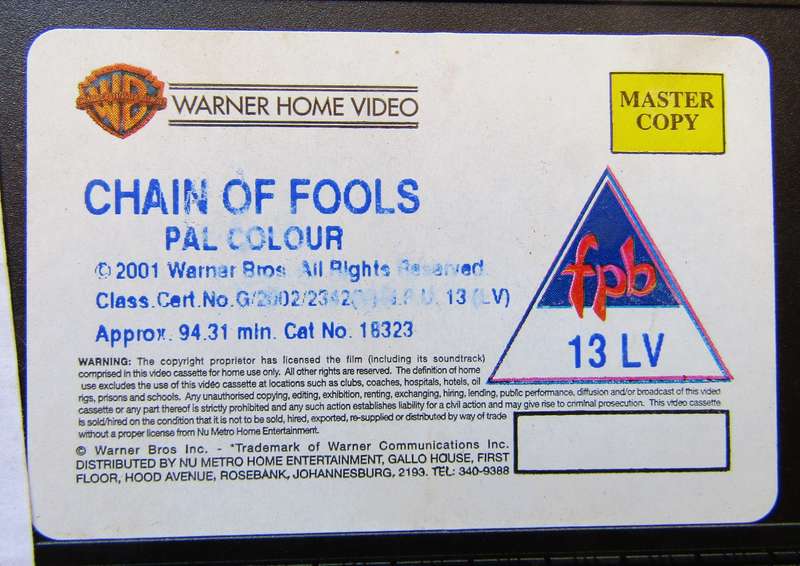 WB
WARNER HOME VIDEO
MASTER
COPY
CHAIN OF FOOLS
PAL COLOUR
© 2001 Warner Bros. All Rights Reserved.
Class.Cert.No.G/2002/2342 13 (LV)
Approx. 94.31 min. Cat No. 18323
fpb
13 LV
WARNING: The copyright proprietor has licensed the film (including its soundtrack)
comprised in this video cassette for home use only. All other rights are reserved. The definition of home
use excludes the use of this video cassette at locations such as clubs, coaches, hospitals, hotels, oil
rigs, prisons and schools. Any unauthorised copying, editing, exhibition, renting, exchanging, hiring, lending, public performance, diffusion and/or broadcast of this video
cassette or any part thereof is strictly prohibited and any such action establishes liability for a civil action and may give rise to criminal prosecution. This video cassette
is sold/hired on the condition that it is not to be sold, hired, exported, re-supplied or distributed by way of trade
without a proper license from Nu Metro Home Entertainment.
© Warner Bros Inc. - *Trademark of Warner Communications Inc.
DISTRIBUTED BY NU METRO HOME ENTERTAINMENT, GALLO HOUSE, FIRST
FLOOR, HOOD AVENUE, ROSEBANK, JOHANNESBURG, 2193. TEL: 340-9388